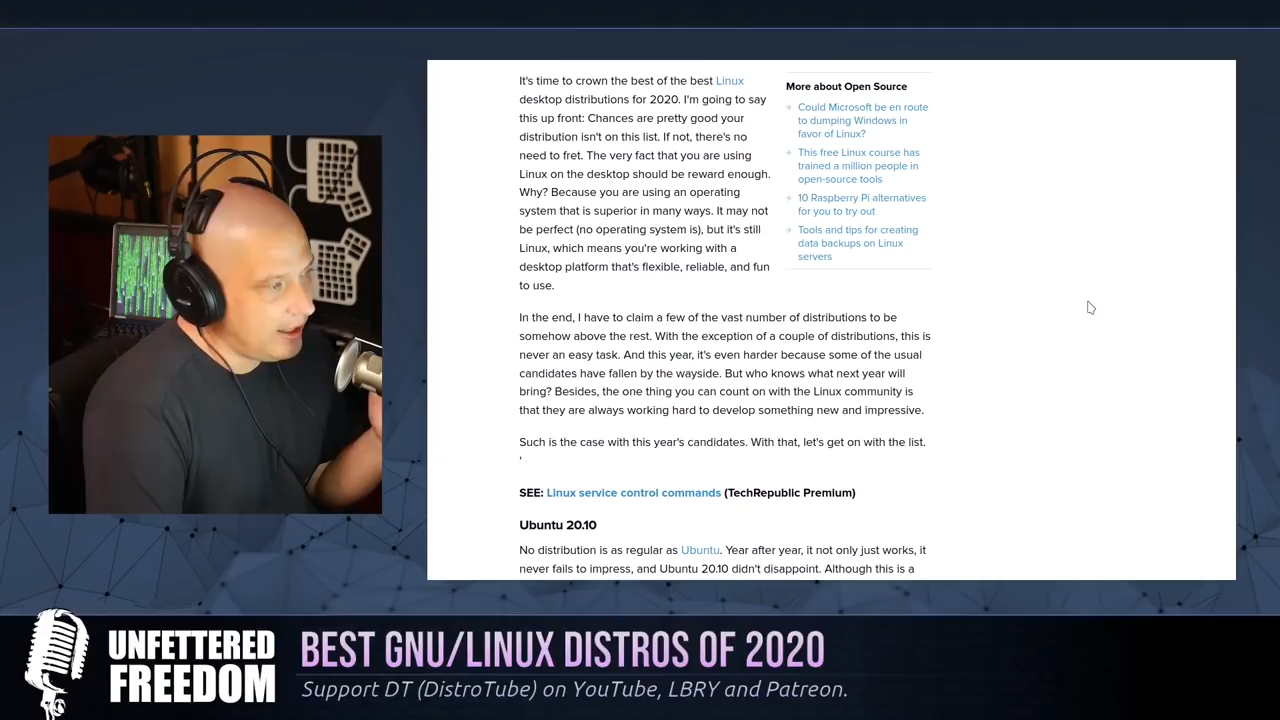 It's time to crown the best of the best Linux
desktop distributions for 2020. I'm going to say
this up front: Chances are pretty good your
distribution isn't on this list. If not, there's no
need to fret. The very fact that you are using
Linux on the desktop should be reward enough.
Why? Because you are using an operating
system that is superior in many ways. It may not
be perfect (no operating system is), but it's still
Linux, which means you're working with a
desktop platform that's flexible, reliable, and fun
to use.
More about Open Source
Could Microsoft be en route
to dumping Windows in
favor of Linux?
This free Linux course has
trained a million people in
open-source tools
10 Raspberry Pi alternatives
for you to try out
Tools and tips for creating
data backups on Linux
servers
In the end, I have to claim a few of the vast number of distributions to be
somehow above the rest. With the exception of a couple of distributions, this is
never an easy task. And this year, it's even harder because some of the usual
candidates have fallen by the wayside. But who knows what next year will
bring? Besides, the one thing you can count on with the Linux community is
that they are always working hard to develop something new and impressive.
Such is the case with this year's candidates. With that, let's get on with the list.
'
SEE: Linux service control commands (TechRepublic Premium)
Ubuntu 20.10
No distribution is as regular as Ubuntu. Year after year, it not only just works, it
never fails to impress, and Ubuntu 20.10 didn't disappoint. Although this is a
UNFETTERED
FREEDOM
BEST GNU/LINUX DISTROS OF 2020
Support DT (DistroTube) on YouTube, LBRY and Patreon.